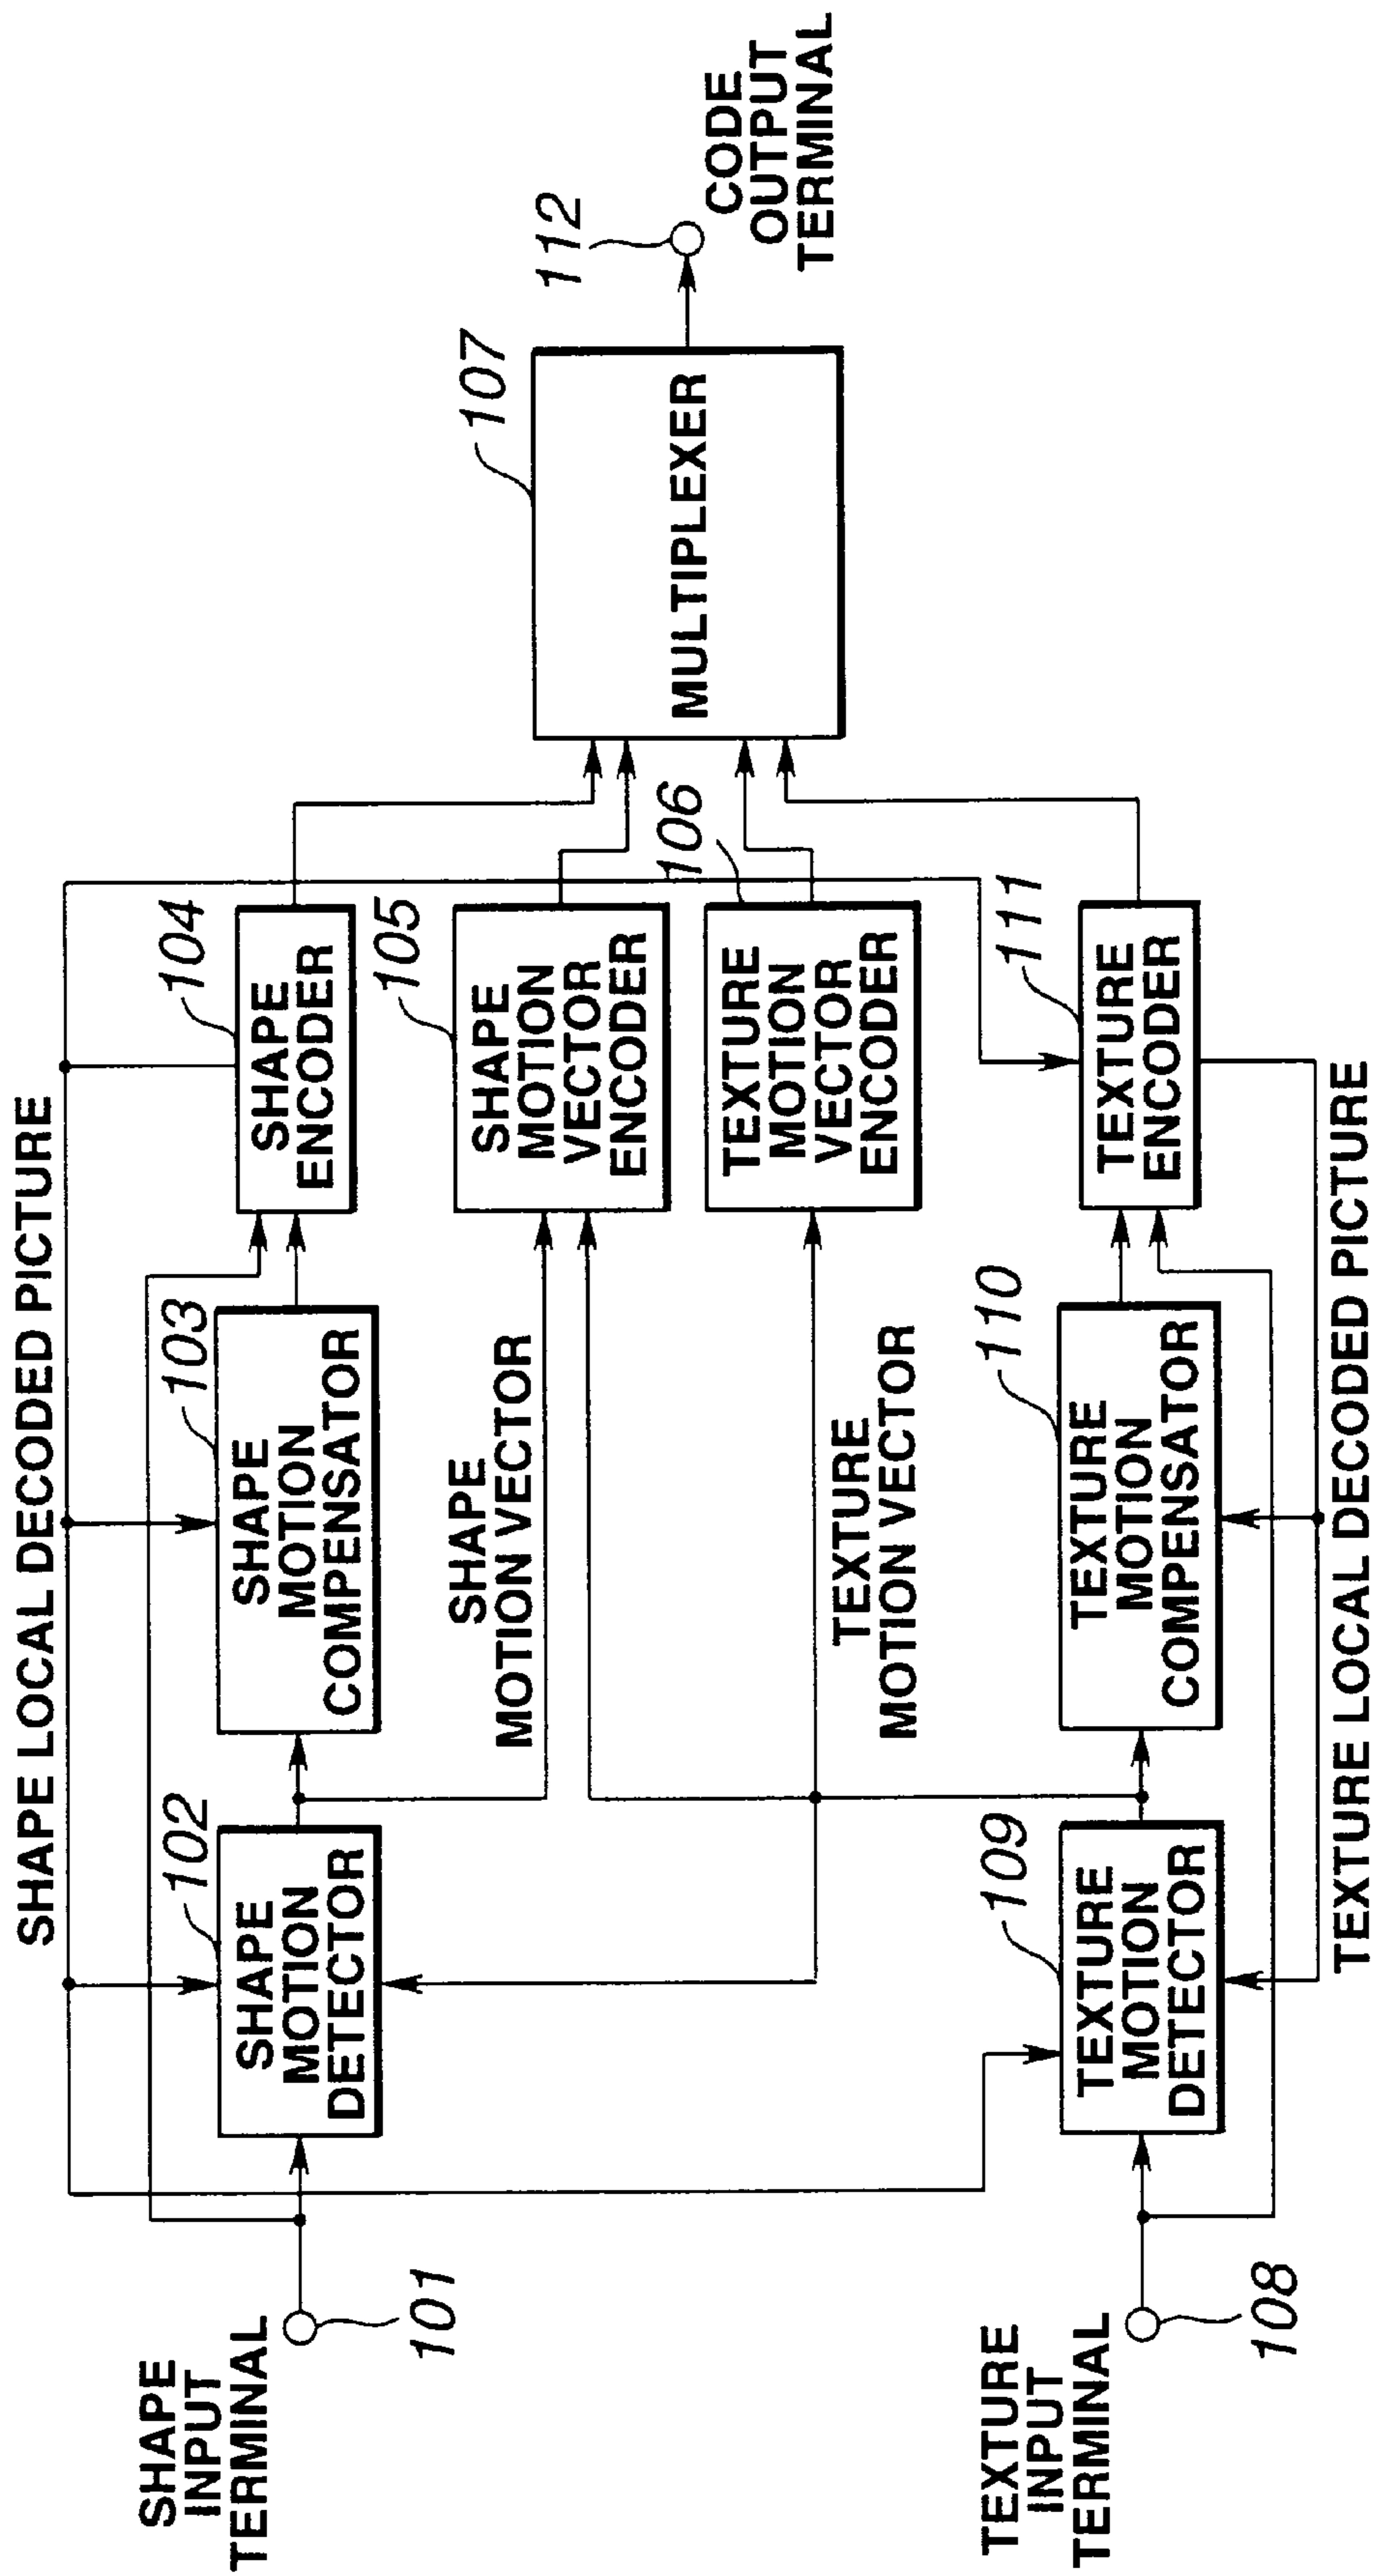 SHAPE LOCAL DECODED PICTURE
SHAPE
INPUT
TERMINAL
101
102
SHAPE
MOTION
DETECTOR
103
SHAPE
MOTION
COMPENSATOR
104
SHAPE
ENCODER
SHAPE
MOTION VECTOR
105
SHAPE
MOTION
VECTOR
ENCODER
106
TEXTURE
MOTION
VECTOR
ENCODER
TEXTURE
MOTION VECTOR
107
MULTIPLEXER
112
CODE
OUTPUT
TERMINAL
TEXTURE
INPUT
TERMINAL
108
109
TEXTURE
MOTION
DETECTOR
110
TEXTURE
MOTION
COMPENSATOR
111
TEXTURE
ENCODER
TEXTURE LOCAL DECODED PICTURE